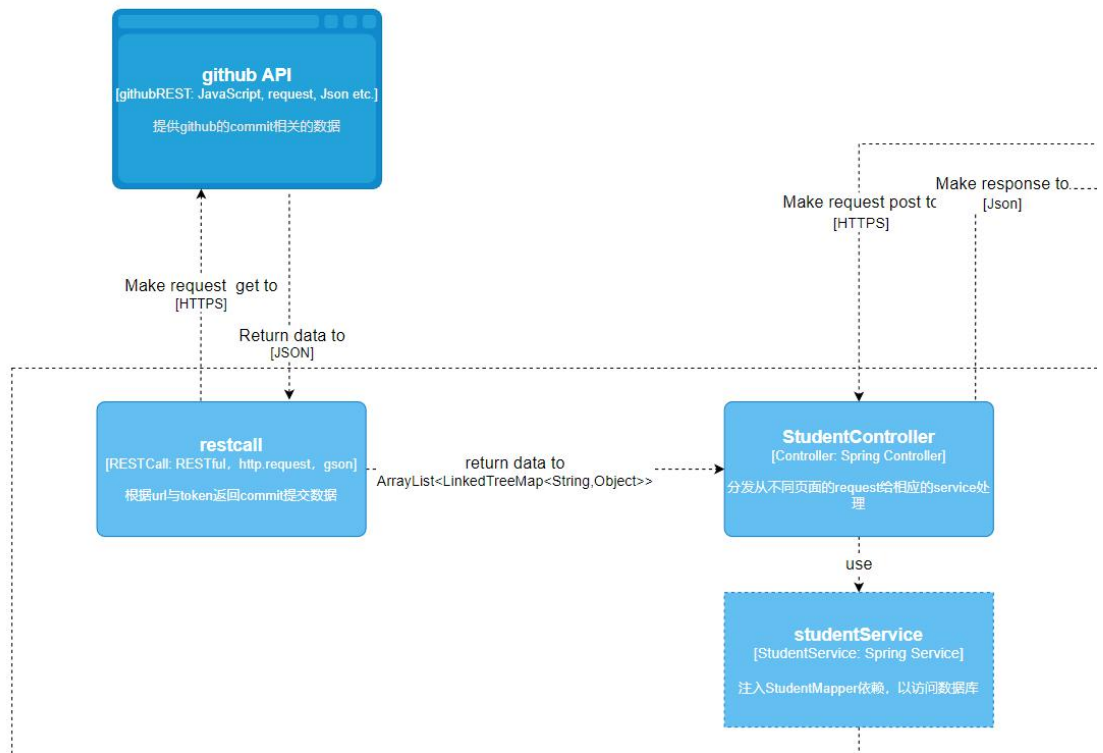 github API
[githubREST: JavaScript, request, Json etc.]
提供github的commit相关的数据
Make request get to
[HTTPS]
Return data to
[JSON]
Make request post to
[HTTPS]
Make response to
[Json]
restcall
[RESTCall: RESTful，http.request，gson]
根据url与token返回commit提交数据
return data to
ArrayList<LinkedTreeMap<String,Object>>
StudentController
[Controller: Spring Controller]
分发从不同页面的request给相应的service处
理
use
studentService
[StudentService: Spring Service]
注入StudentMapper依赖，以访问数据库